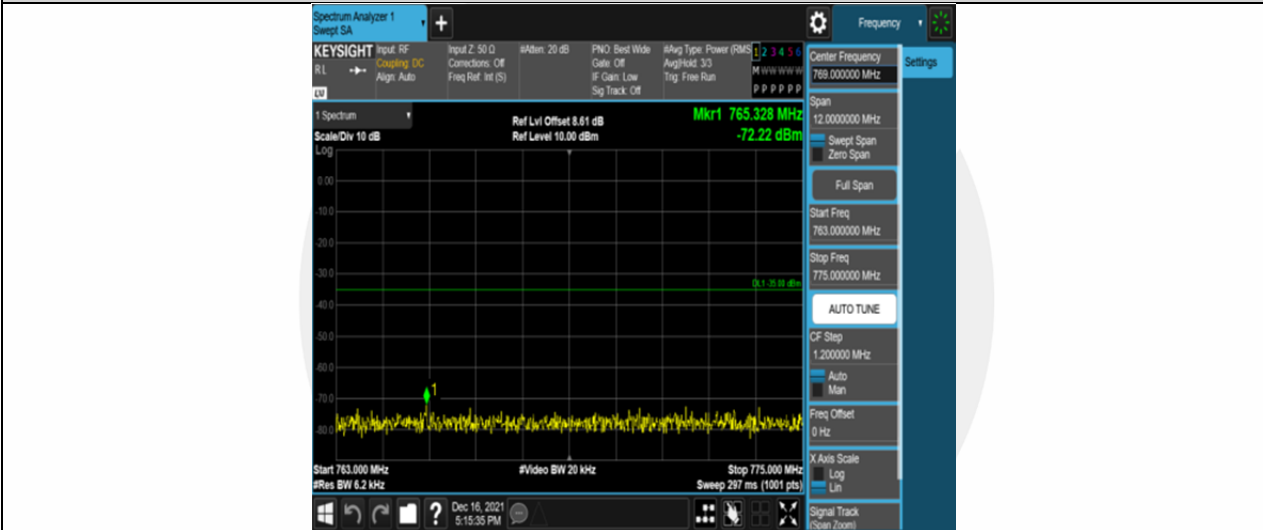 Spectrum Analyzer 1
Swept SA
+
Frequency
KEYSIGHT
RL
LV
Input: RF
Coupling: DC
Align: Auto
Input Z: 50 Ω
Corrections: Off
Freq Ref: Int (S)
#Atten: 20 dB
PNO: Best Wide
Gate: Off
IF Gain: Low
Sig Track: Off
#Avg Type: Power (RMS
Avg|Hold: 3/3
Trig: Free Run
1 2 3 4 5 6
M W W W W W
P P P P P P
Center Frequency
769.000000 MHz
Settings
Span
12.0000000 MHz
Swept Span
Zero Span
Full Span
Start Freq
763.000000 MHz
Stop Freq
775.000000 MHz
AUTO TUNE
CF Step
1.200000 MHz
Auto
Man
Freq Offset
0 Hz
X Axis Scale
Log
Lin
Signal Track
(Span Zoom)
1 Spectrum
Scale/Div 10 dB
Log
Ref Lvl Offset 8.61 dB
Ref Level 10.00 dBm
Mkr1 765.328 MHz
-72.22 dBm
0.00
-10.0
-20.0
-30.0
DL1 -35.00 dBm
-40.0
-50.0
-60.0
1
-70.0
-80.0
Start 763.000 MHz
#Video BW 20 kHz
Stop 775.000 MHz
#Res BW 6.2 kHz
Sweep 297 ms (1001 pts)
?
Dec 16, 2021
5:15:35 PM